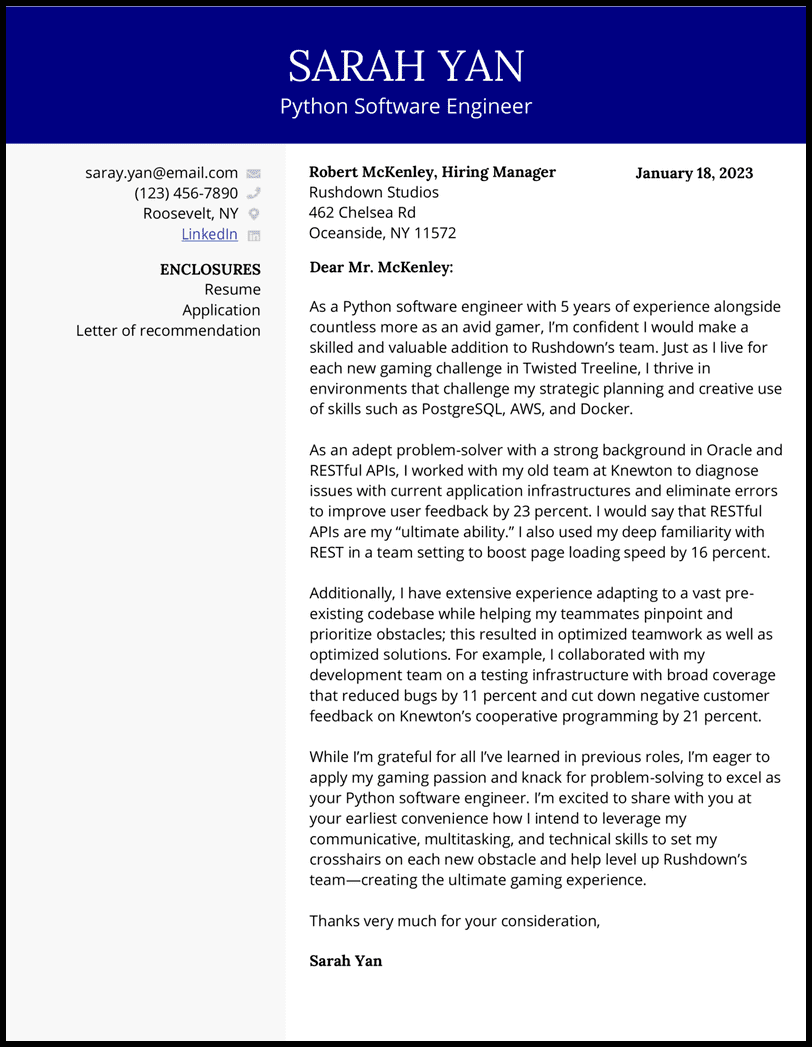 SARAH YAN
Python Software Engineer
saray.yan@email.com
(123) 456-7890
Roosevelt, NY
LinkedIn
ENCLOSURES
Resume
Application
Letter of recommendation
Robert McKenley, Hiring Manager
January 18, 2023
Rushdown Studios
462 Chelsea Rd
Oceanside, NY 11572
Dear Mr. McKenley:
As a Python software engineer with 5 years of experience alongside
countless more as an avid gamer, I’m confident I would make a
skilled and valuable addition to Rushdown’s team. Just as I live for
each new gaming challenge in Twisted Treeline, I thrive in
environments that challenge my strategic planning and creative use
of skills such as PostgreSQL, AWS, and Docker.
As an adept problem-solver with a strong background in Oracle and
RESTful APIs, I worked with my old team at Knewton to diagnose
issues with current application infrastructures and eliminate errors
to improve user feedback by 23 percent. I would say that RESTful
APIs are my “ultimate ability.” I also used my deep familiarity with
REST in a team setting to boost page loading speed by 16 percent.
Additionally, I have extensive experience adapting to a vast pre-
existing codebase while helping my teammates pinpoint and
prioritize obstacles; this resulted in optimized teamwork as well as
optimized solutions. For example, I collaborated with my
development team on a testing infrastructure with broad coverage
that reduced bugs by 11 percent and cut down negative customer
feedback on Knewton’s cooperative programming by 21 percent.
While I’m grateful for all I’ve learned in previous roles, I’m eager to
apply my gaming passion and knack for problem-solving to excel as
your Python software engineer. I’m excited to share with you at
your earliest convenience how I intend to leverage my
communicative, multitasking, and technical skills to set my
crosshairs on each new obstacle and help level up Rushdown’s
team—creating the ultimate gaming experience.
Thanks very much for your consideration,
Sarah Yan